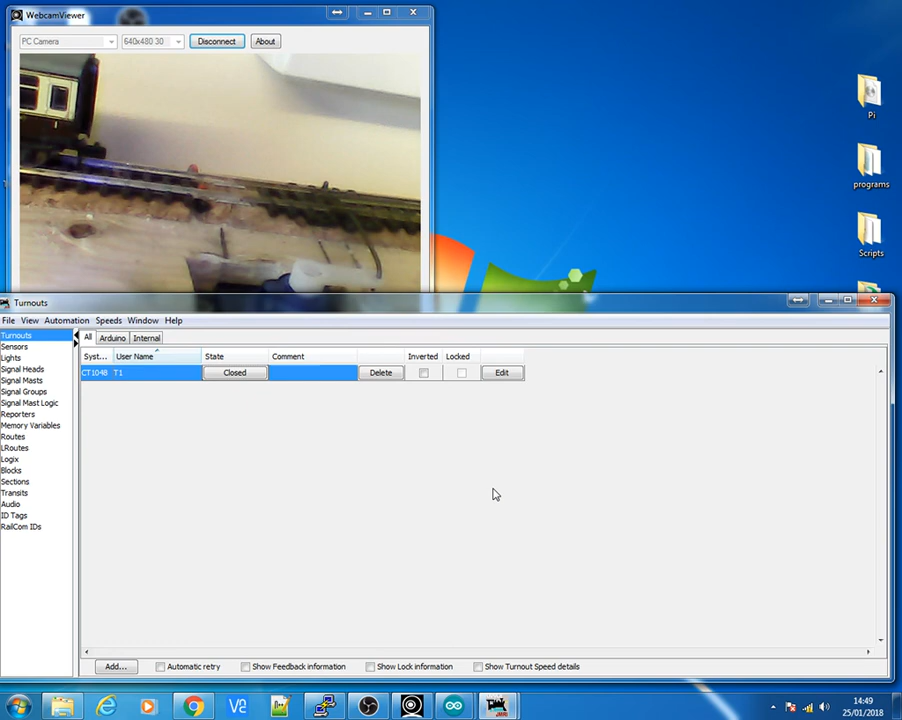 WebcamViewer
PC Camera 640x480 30 Disconnect About
Pi
programs
Scripts
Turnouts
File View Automation Speeds Window Help
Turnouts
Sensors
Lights
Signal Heads
Signal Masts
Signal Groups
Signal Mast Logic
Reporters
Memory Variables
Routes
LRoutes
Logix
Blocks
Sections
Transits
Audio
ID Tags
RailCom IDs
All Arduino Internal
Syst... User Name State Comment Inverted Locked
CT1048 T1 Closed Delete Edit
Add... Automatic retry Show Feedback information Show Lock information Show Turnout Speed details
14:49
25/01/2018